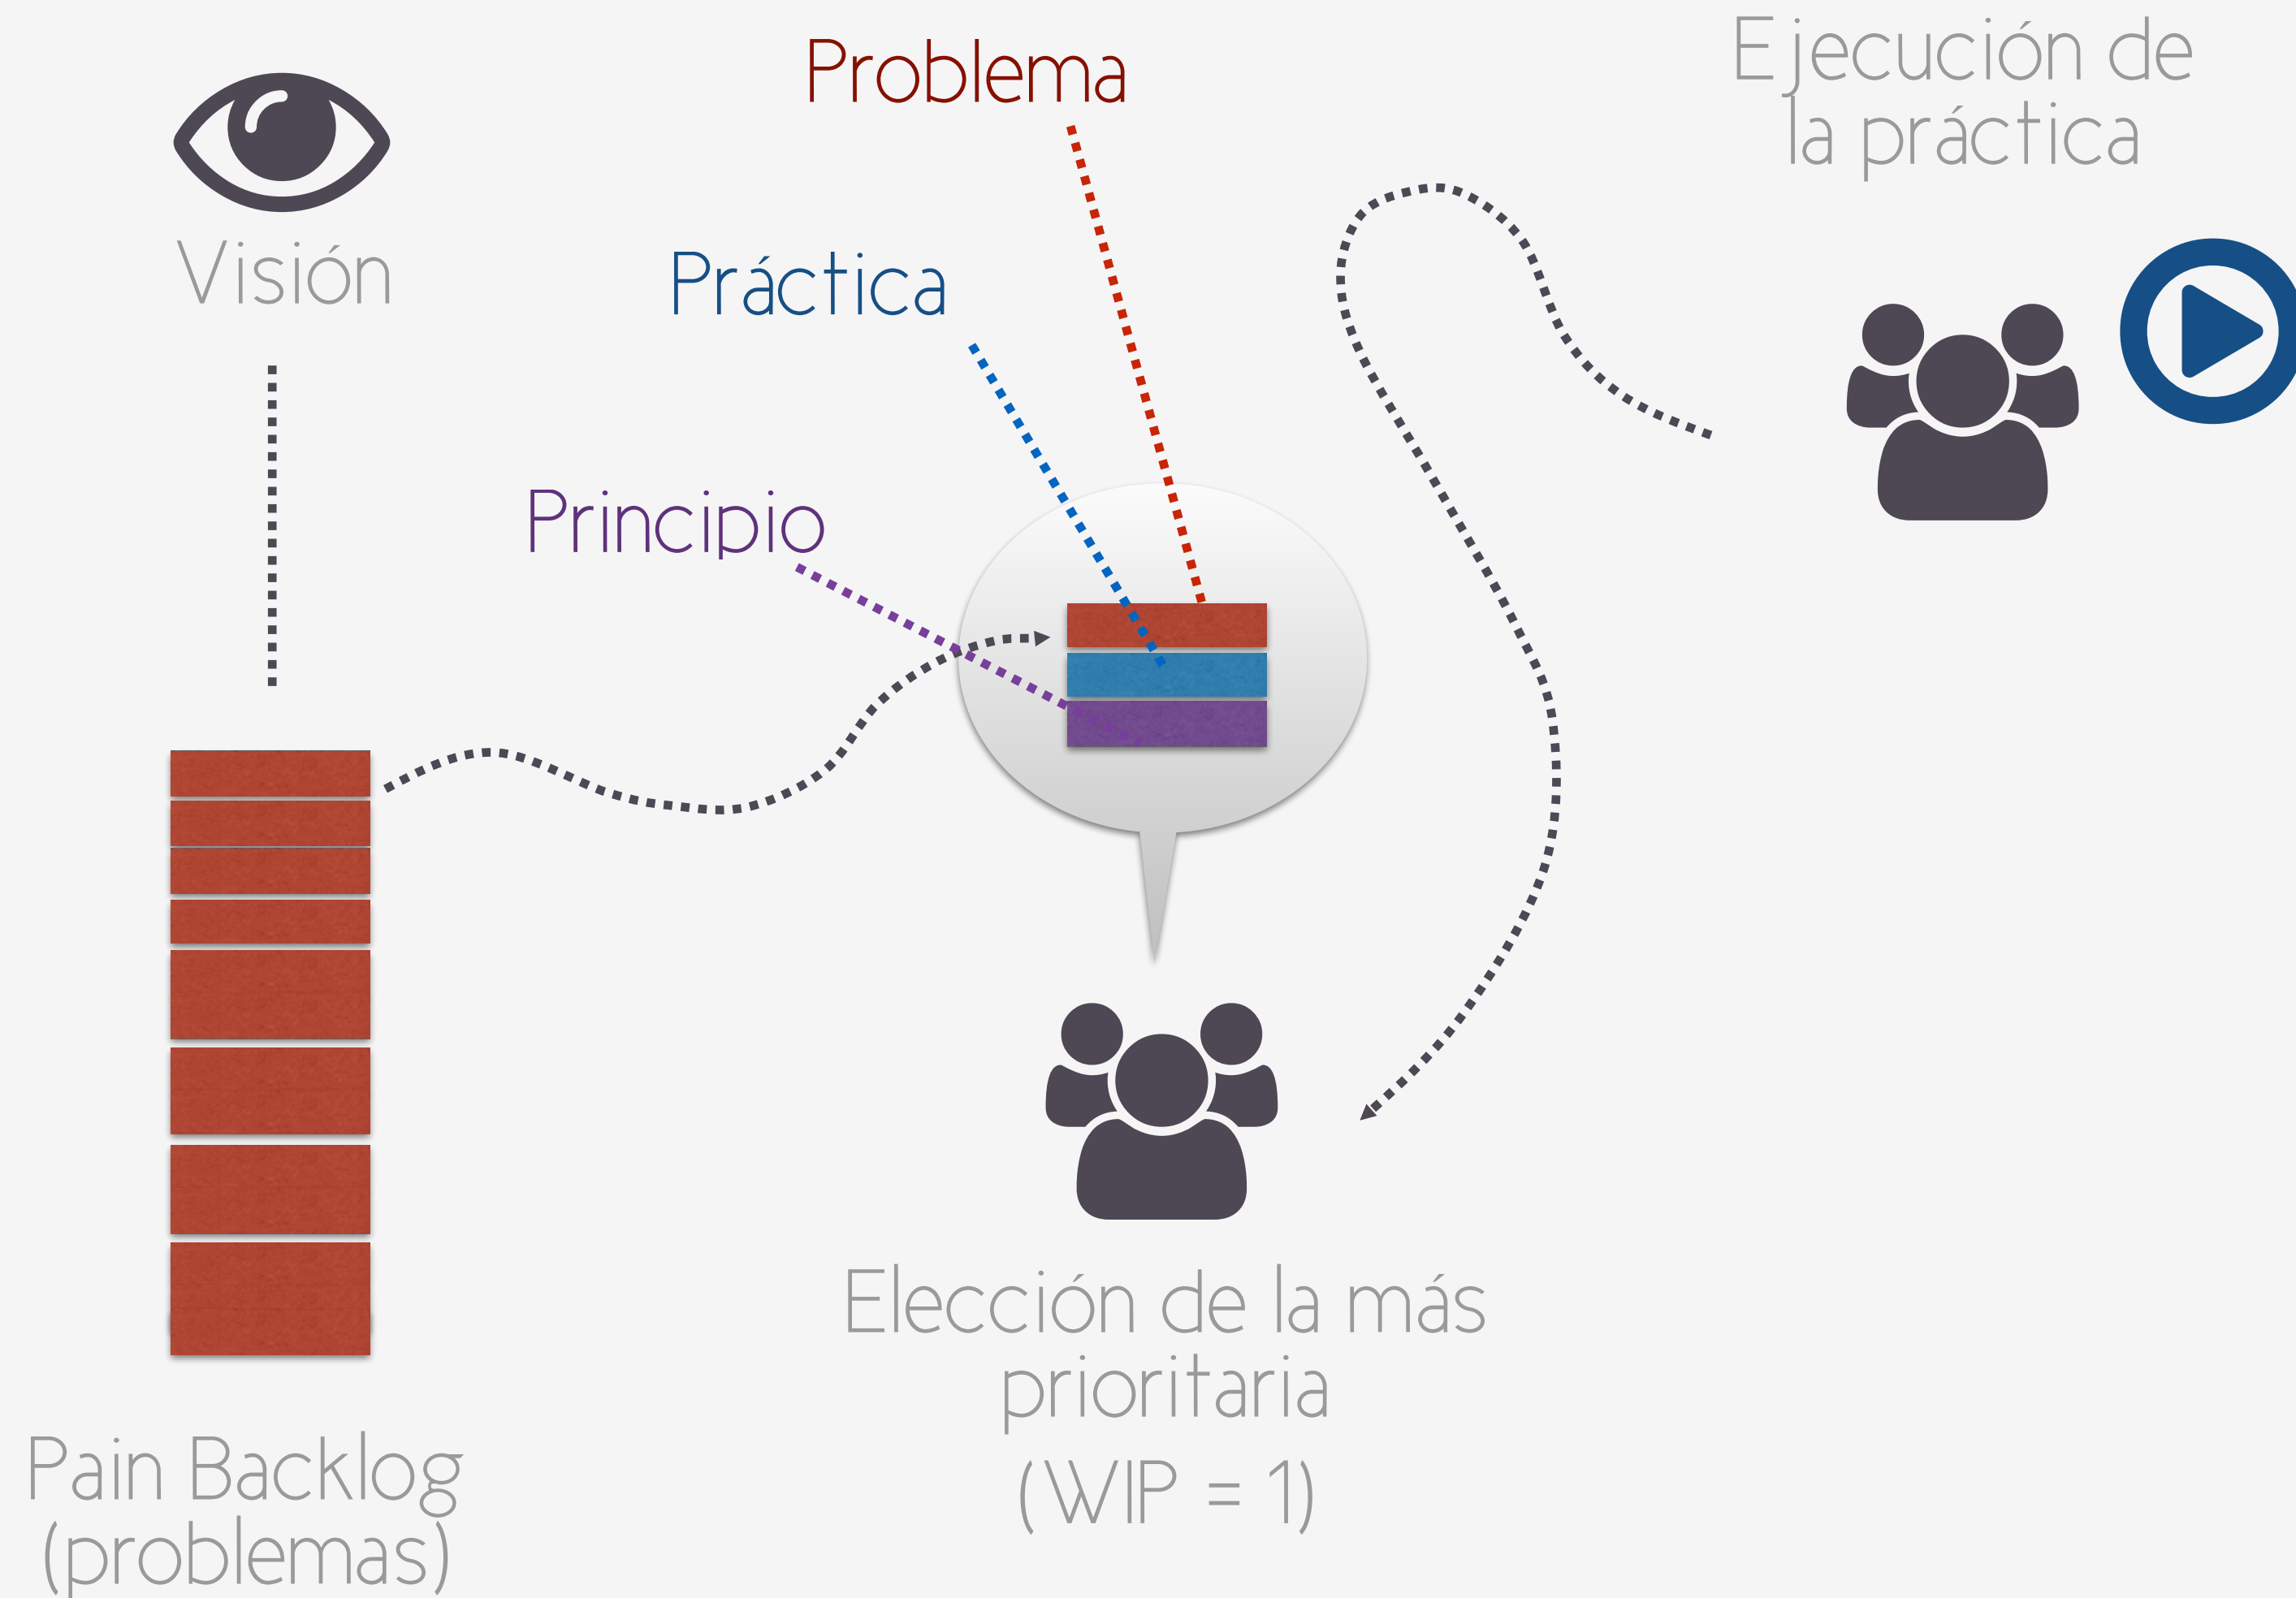 Problema
Ejecución de
la práctica
Visión
Práctica
Principio
Elección de la más
prioritaria
(WIP = 1)
Pain Backlog
(problemas)